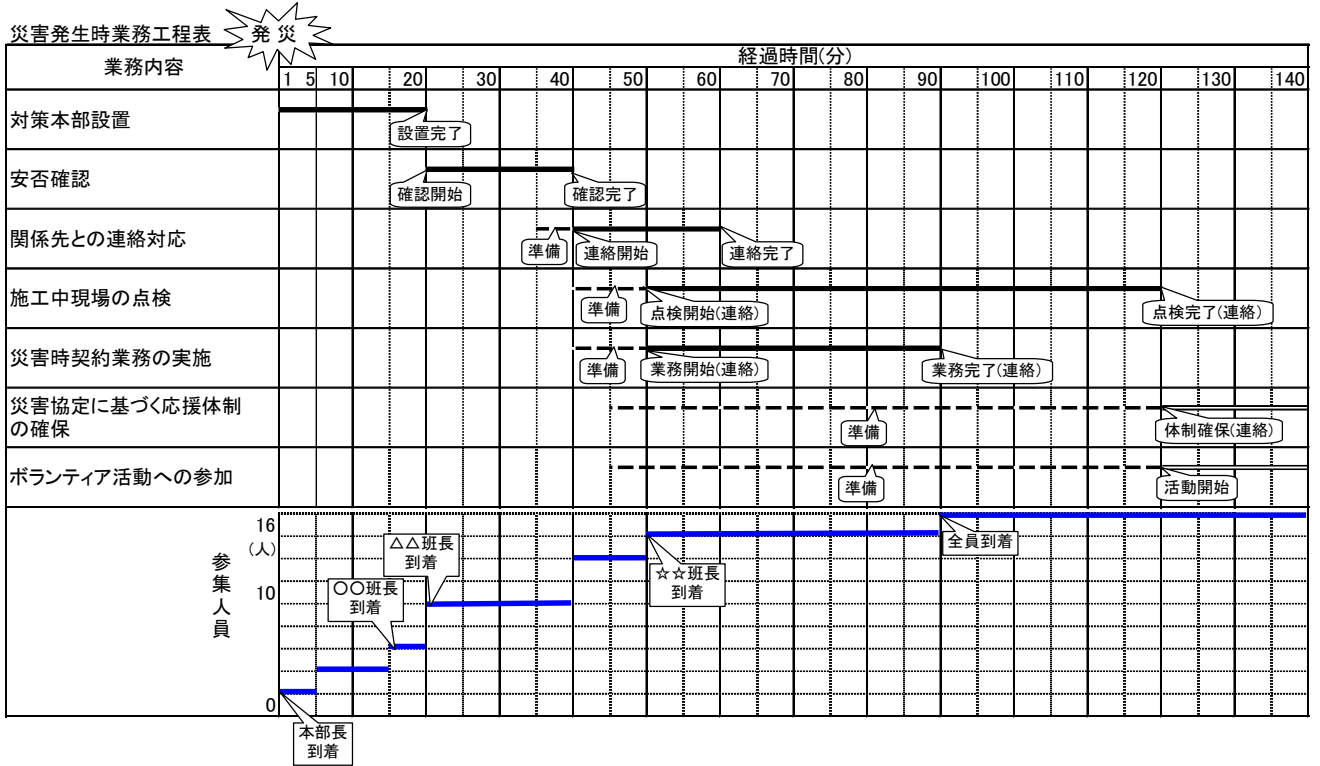 災害発生時業務工程表
発 災
業務内容
経過時間(分)
1 5 10 20 30 40 50 60 70 80 90 100 110 120 130 140
対策本部設置
設置完了
安否確認
確認開始
確認完了
関係先との連絡対応
準備
連絡開始
連絡完了
施工中現場の点検
準備
点検開始(連絡)
点検完了(連絡)
災害時契約業務の実施
準備
業務開始(連絡)
業務完了(連絡)
災害協定に基づく応援体制
の確保
準備
体制確保(連絡)
ボランティア活動への参加
準備
活動開始
参集人員
16
(人)
10
0
本部長
到着
〇〇班長
到着
△△班長
到着
☆☆班長
到着
全員到着